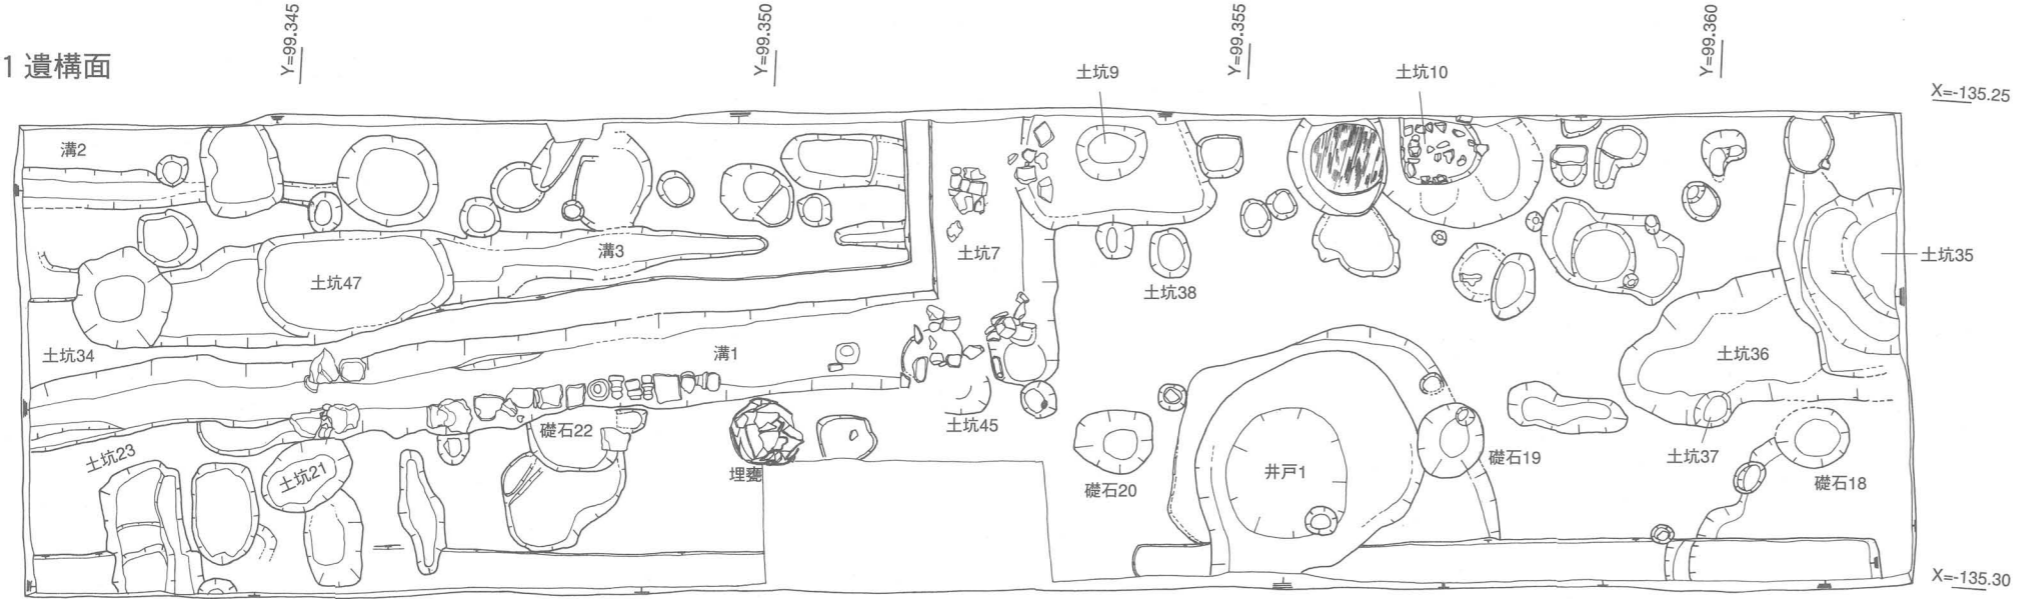 Y=99.345
Y=99.350
Y=99.355
Y=99.360
1 遺構面
土坑9
土坑10
X=-135.25
溝2
溝3
土坑7
土坑47
土坑38
土坑35
土坑34
溝1
土坑36
土坑45
礎石22
土坑23
土坑21
埋甕
礎石20
井戸1
礎石19
土坑37
礎石18
X=-135.30